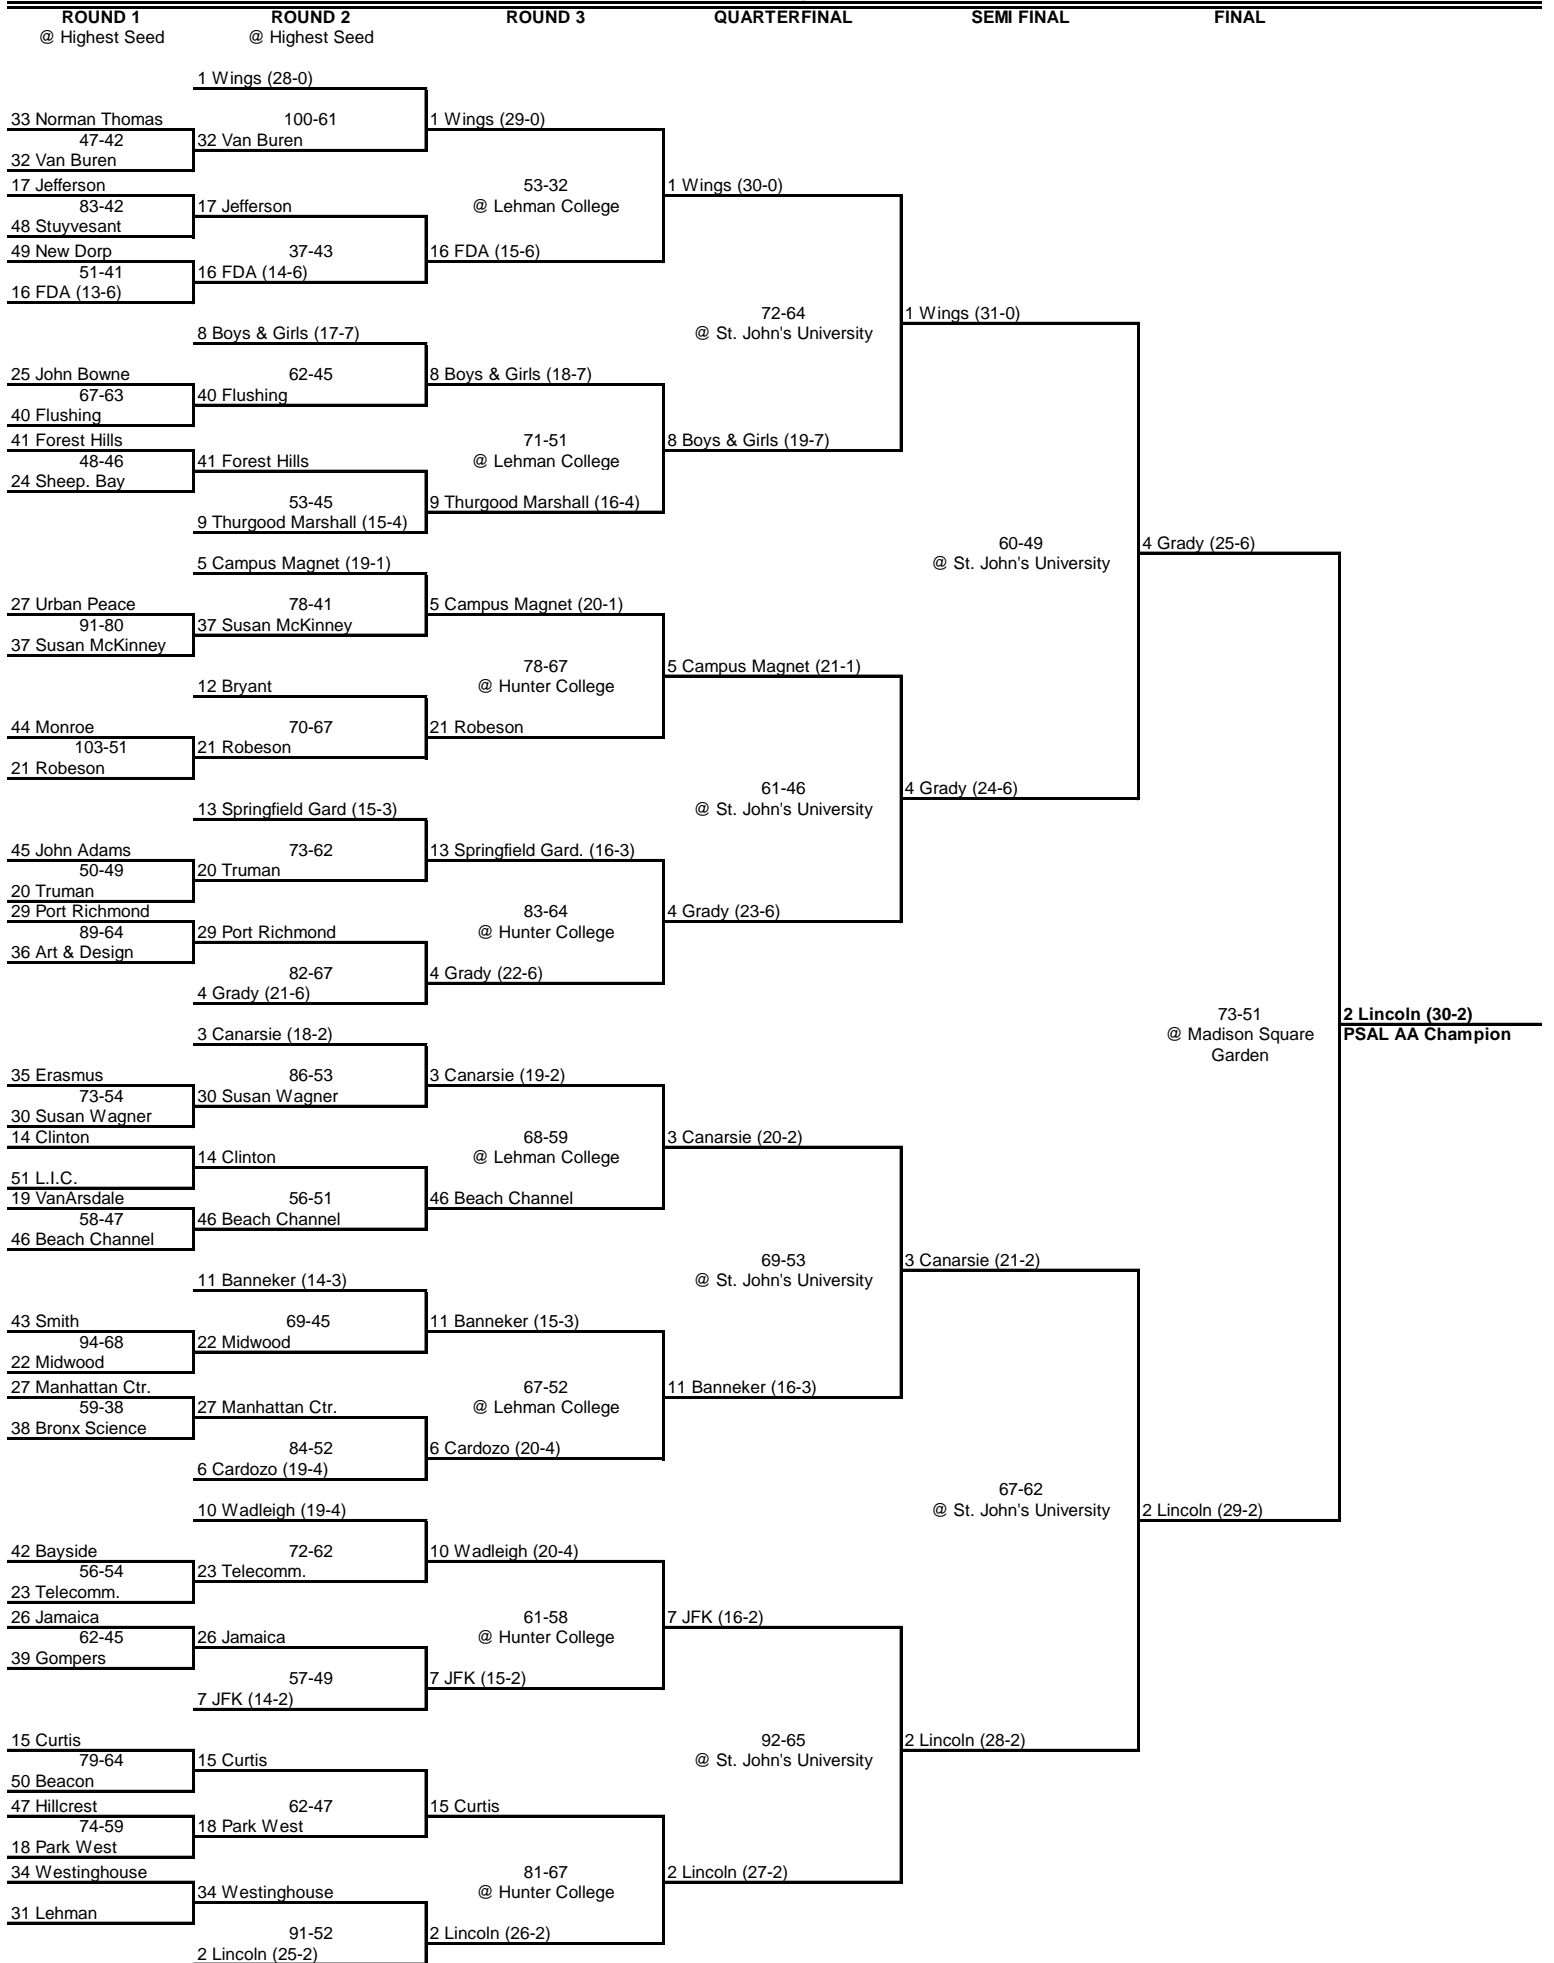 ROUND 1 ROUND 2 ROUND 3 QUARTERFINAL SEMI FINAL FINAL
@ Highest Seed @ Highest Seed
1 Wings (28-0)
33 Norman Thomas 100-61 1 Wings (29-0)
47-42 32 Van Buren
32 Van Buren
17 Jefferson 53-32 1 Wings (30-0)
83-42 17 Jefferson @ Lehman College
48 Stuyvesant
49 New Dorp 37-43 16 FDA (15-6)
51-41 16 FDA (14-6)
16 FDA (13-6)
72-64 1 Wings (31-0)
8 Boys & Girls (17-7) @ St. John's University
25 John Bowne 62-45 8 Boys & Girls (18-7)
67-63 40 Flushing
40 Flushing
41 Forest Hills 71-51 8 Boys & Girls (19-7)
48-46 41 Forest Hills @ Lehman College
24 Sheep. Bay
53-45 9 Thurgood Marshall (16-4)
9 Thurgood Marshall (15-4)
60-49 4 Grady (25-6)
5 Campus Magnet (19-1) @ St. John's University
27 Urban Peace 78-41 5 Campus Magnet (20-1)
91-80 37 Susan McKinney
37 Susan McKinney
78-67 5 Campus Magnet (21-1)
12 Bryant @ Hunter College
44 Monroe 70-67 21 Robeson
103-51 21 Robeson
21 Robeson
61-46 4 Grady (24-6)
13 Springfield Gard (15-3) @ St. John's University
45 John Adams 73-62 13 Springfield Gard. (16-3)
50-49 20 Truman
20 Truman
29 Port Richmond 83-64 4 Grady (23-6)
89-64 29 Port Richmond @ Hunter College
36 Art & Design
82-67 4 Grady (22-6)
4 Grady (21-6)
73-51 2 Lincoln (30-2)
3 Canarsie (18-2) @ Madison Square PSAL AA Champion
Garden
35 Erasmus 86-53 3 Canarsie (19-2)
73-54 30 Susan Wagner
30 Susan Wagner
14 Clinton 68-59 3 Canarsie (20-2)
14 Clinton @ Lehman College
51 L.I.C.
19 VanArsdale 56-51 46 Beach Channel
58-47 46 Beach Channel
46 Beach Channel
69-53 3 Canarsie (21-2)
11 Banneker (14-3) @ St. John's University
43 Smith 69-45 11 Banneker (15-3)
94-68 22 Midwood
22 Midwood
27 Manhattan Ctr. 67-52 11 Banneker (16-3)
59-38 27 Manhattan Ctr. @ Lehman College
38 Bronx Science
84-52 6 Cardozo (20-4)
6 Cardozo (19-4)
67-62
10 Wadleigh (19-4) @ St. John's University 2 Lincoln (29-2)
42 Bayside 72-62 10 Wadleigh (20-4)
56-54 23 Telecomm.
23 Telecomm.
26 Jamaica 61-58 7 JFK (16-2)
62-45 26 Jamaica @ Hunter College
39 Gompers
57-49 7 JFK (15-2)
7 JFK (14-2)
15 Curtis 92-65 2 Lincoln (28-2)
79-64 15 Curtis @ St. John's University
50 Beacon
47 Hillcrest 62-47 15 Curtis
74-59 18 Park West
18 Park West
34 Westinghouse 81-67 2 Lincoln (27-2)
34 Westinghouse @ Hunter College
31 Lehman
91-52 2 Lincoln (26-2)
2 Lincoln (25-2)